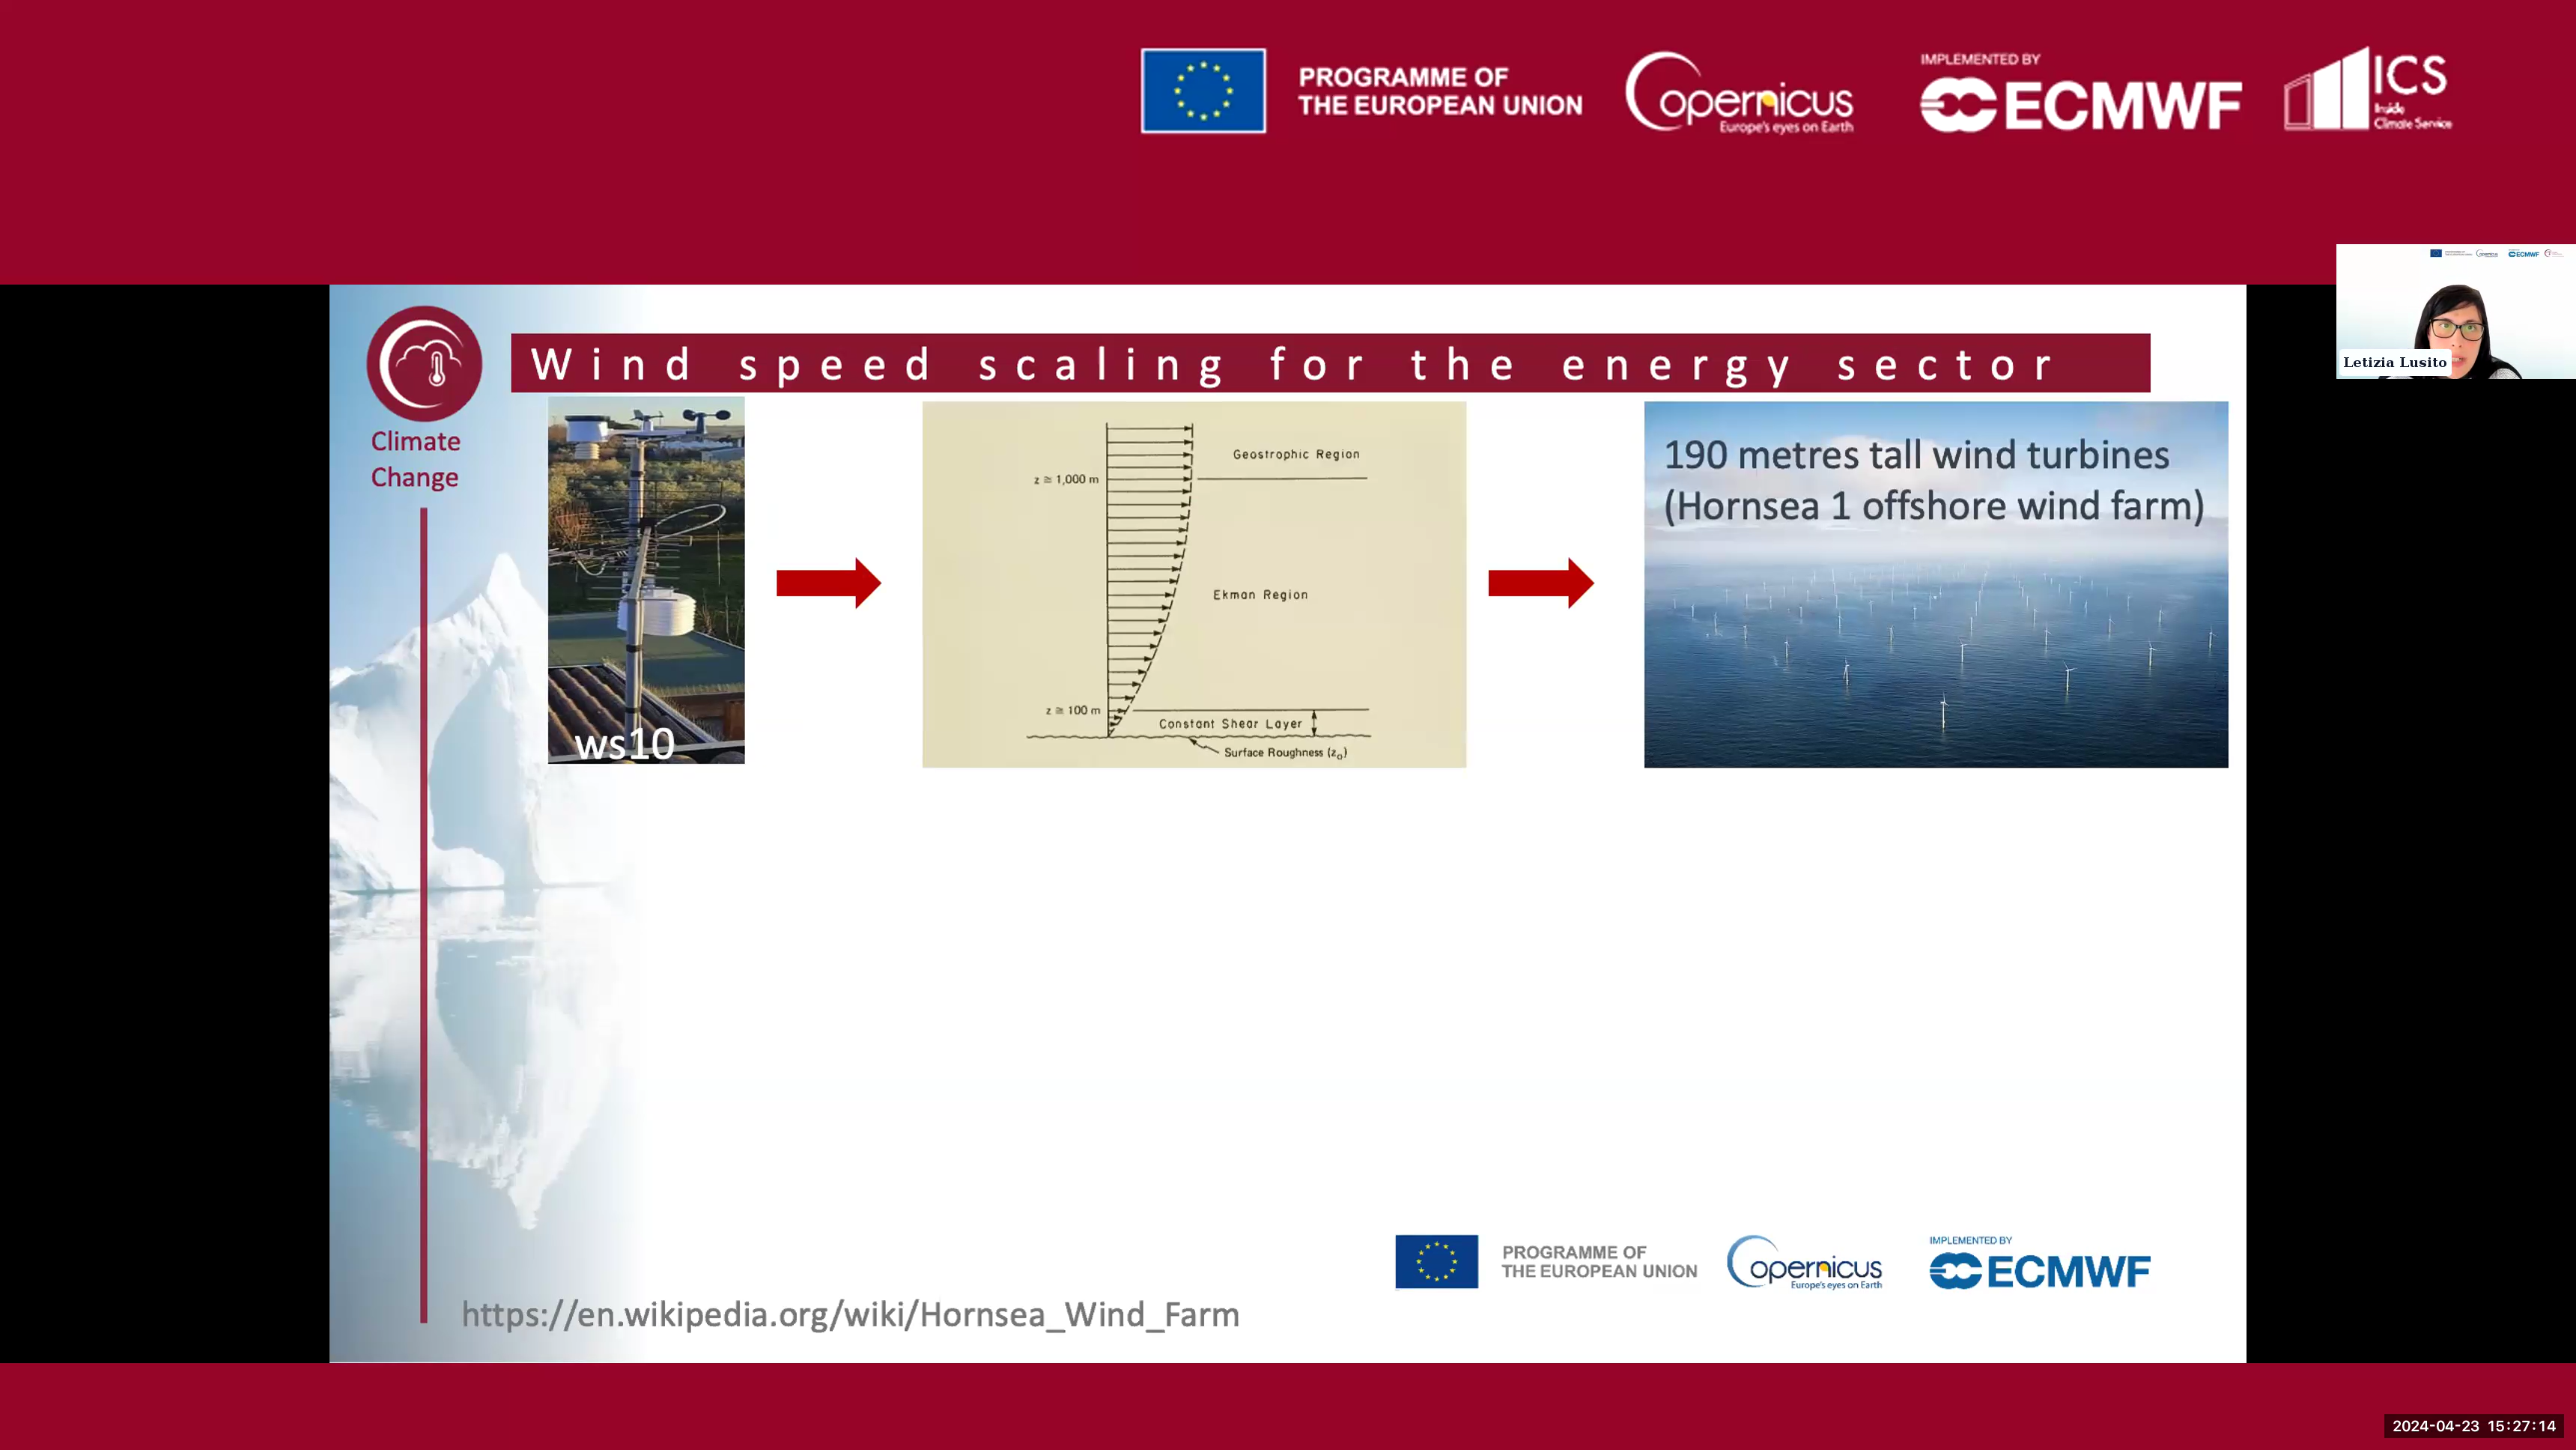 PROGRAMME OF
THE EUROPEAN UNION
Copernicus
Europe's eyes on Earth
IMPLEMENTED BY
ECMWF
ICS
Inside
Climate Service
ECMWF
Letizia Lusito
Wind speed scaling for the energy sector
Climate
Change
ws10
Geostrophic Region
z ≅ 1,000 m
Ekman Region
z ≅ 100 m
Constant Shear Layer
Surface Roughness (z₀)
190 metres tall wind turbines
(Hornsea 1 offshore wind farm)
PROGRAMME OF
THE EUROPEAN UNION
Copernicus
Europe's eyes on Earth
IMPLEMENTED BY
ECMWF
https://en.wikipedia.org/wiki/Hornsea_Wind_Farm
2024-04-23 15:27:14